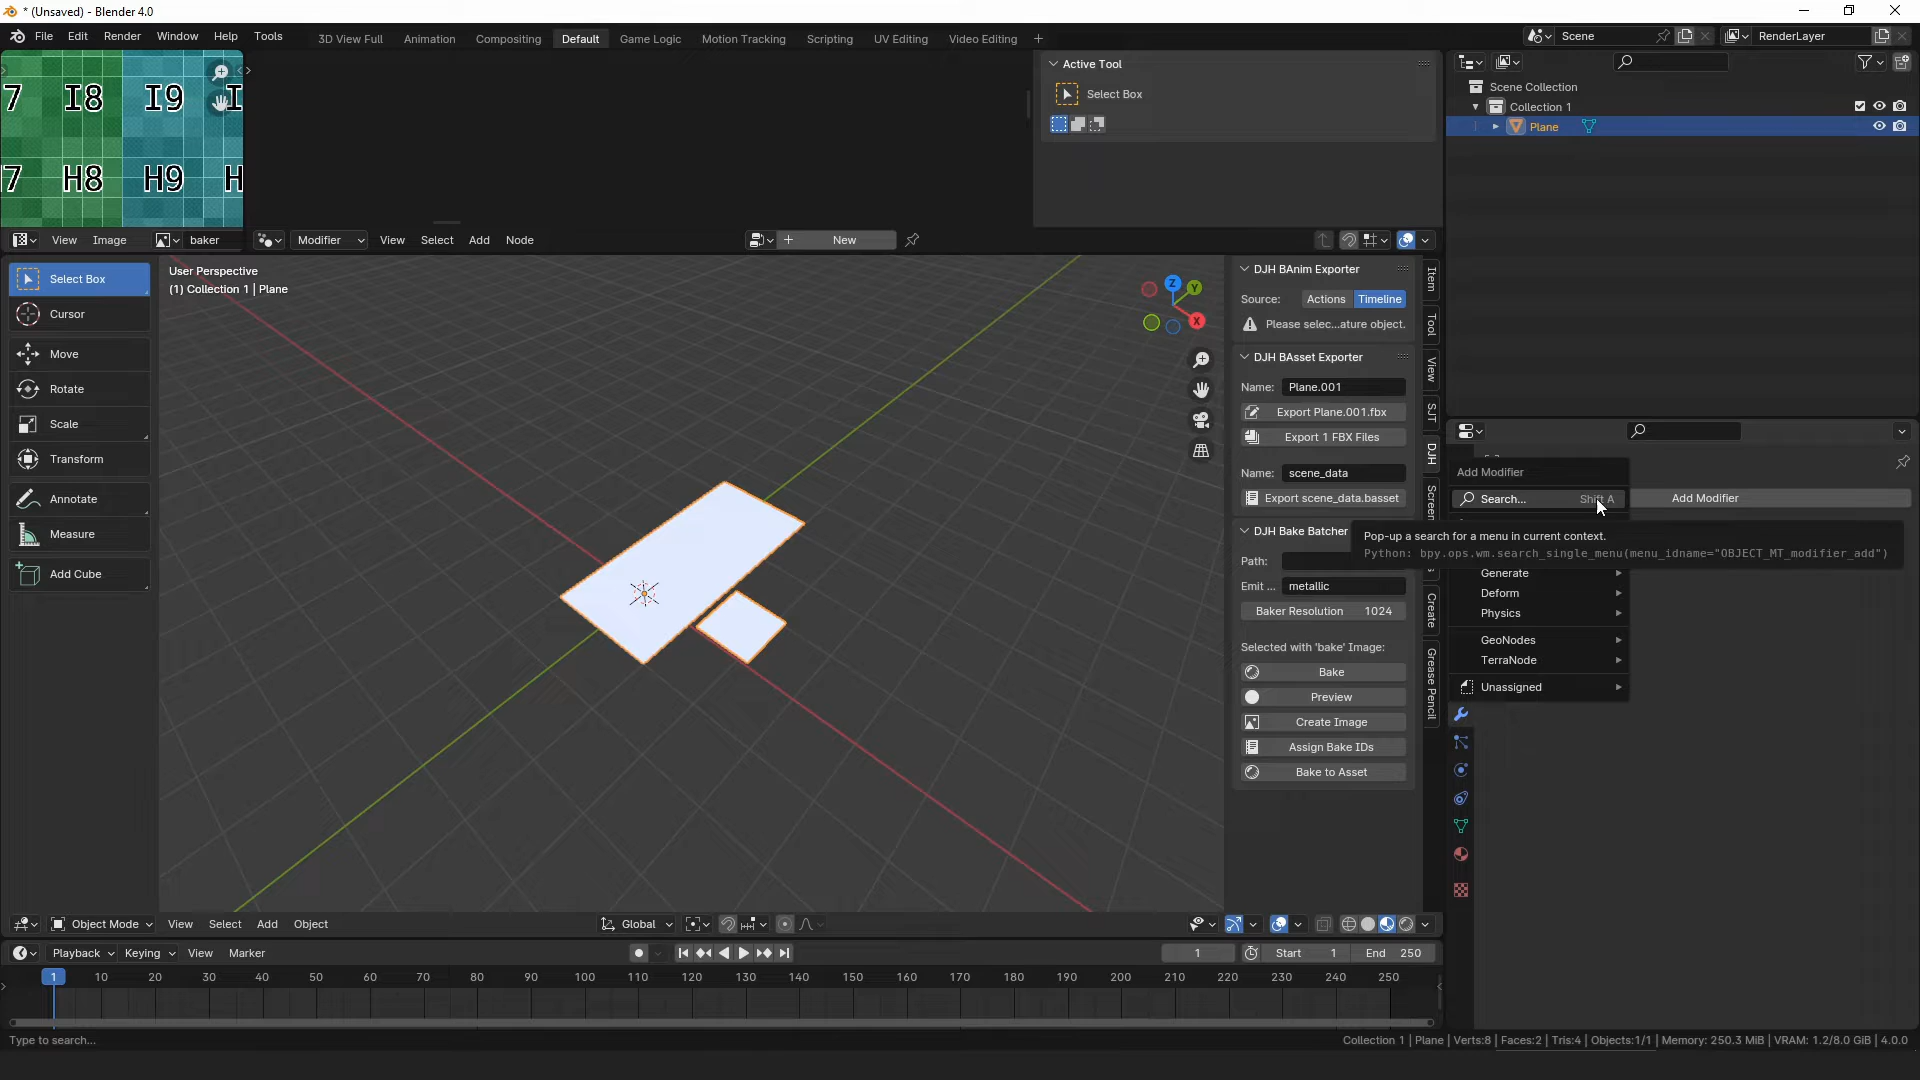 * (Unsaved) - Blender 4.0
File Edit Render Window Help Tools
3D View Full Animation Compositing Default Game Logic Motion Tracking Scripting UV Editing Video Editing
Scene
RenderLayer
7 I8 I9 I
7 H8 H9 H
Active Tool
Select Box
Scene Collection
Collection 1
Plane
View Image baker
Modifier View Select Add Node
New
Select Box
Cursor
Move
Rotate
Scale
Transform
Annotate
Measure
Add Cube
User Perspective
(1) Collection 1 | Plane
Z
Y
X
DJH BAnim Exporter
Source: Actions Timeline
Please selec...ature object.
DJH BAsset Exporter
Name: Plane.001
Export Plane.001.fbx
Export 1 FBX Files
Name: scene_data
Export scene_data.basset
DJH Bake Batcher
Path:
Emit ... metallic
Baker Resolution 1024
Selected with 'bake' Image:
Bake
Preview
Create Image
Assign Bake IDs
Bake to Asset
Item
Tool
View
SJT
DJH
Screen
Create
Grease Pencil
Add Modifier
Search... Shift A
Add Modifier
Pop-up a search for a menu in current context.
Python: bpy.ops.wm.search_single_menu(menu_idname="OBJECT_MT_modifier_add")
Generate
Deform
Physics
GeoNodes
TerraNode
Unassigned
Object Mode View Select Add Object
Global
Playback Keying View Marker
1 Start 1 End 250
1 10 20 30 40 50 60 70 80 90 100 110 120 130 140 150 160 170 180 190 200 210 220 230 240 250
Type to search...
Collection 1 | Plane | Verts:8 | Faces:2 | Tris:4 | Objects:1/1 | Memory: 250.3 MiB | VRAM: 1.2/8.0 GiB | 4.0.0